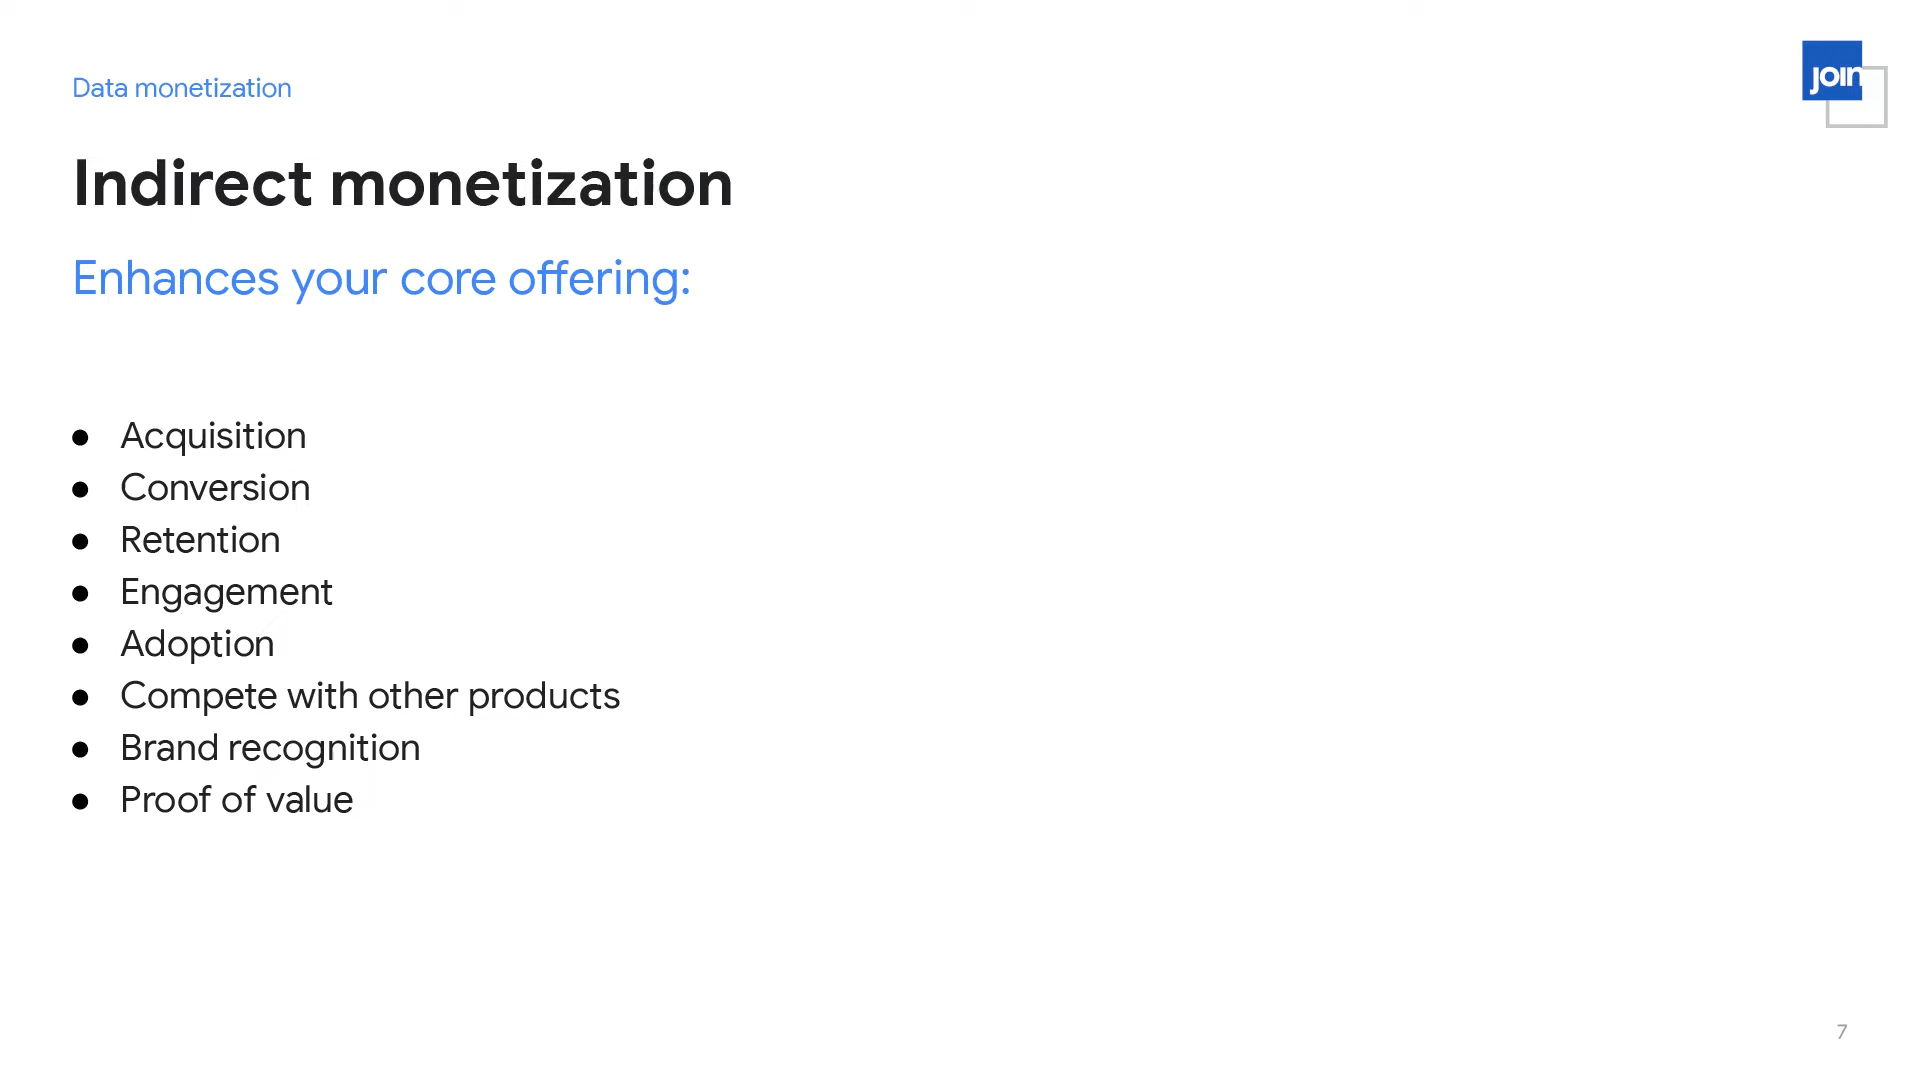 Data monetization
join
Indirect monetization
Enhances your core offering:
● Acquisition
● Conversion
● Retention
● Engagement
● Adoption
● Compete with other products
● Brand recognition
● Proof of value
7